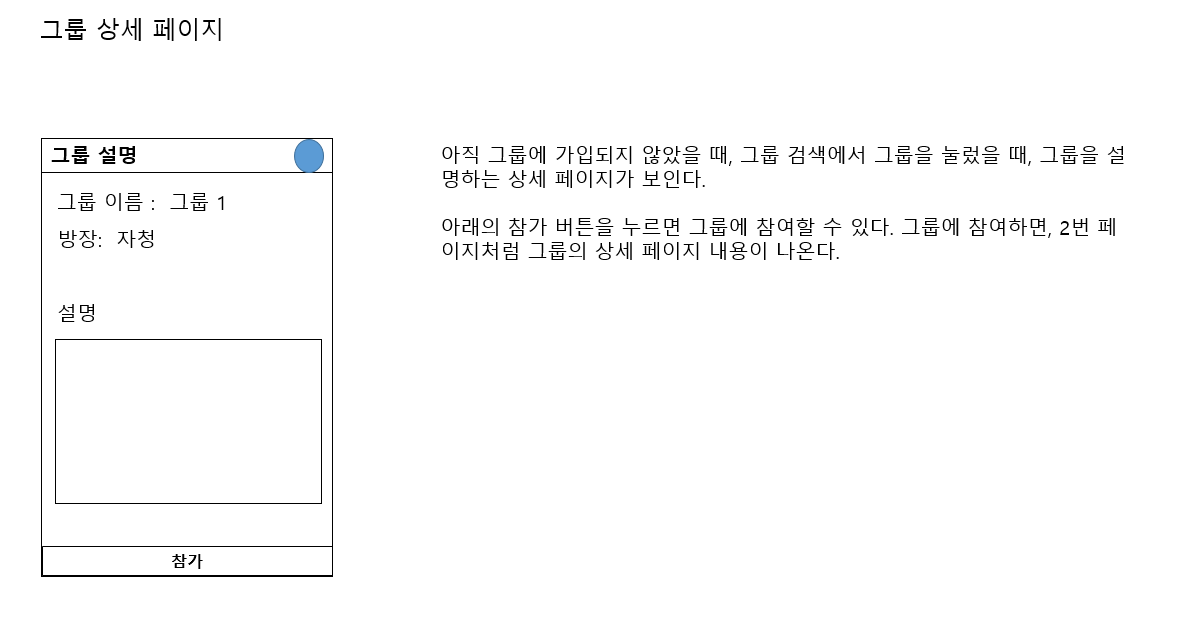 그룹 상세 페이지
그룹 설명
그룹 이름 :  그룹 1
방장:  자청
설명
참가
아직 그룹에 가입되지 않았을 때, 그룹 검색에서 그룹을 눌렀을 때, 그룹을 설
명하는 상세 페이지가 보인다.
아래의 참가 버튼을 누르면 그룹에 참여할 수 있다. 그룹에 참여하면, 2번 페
이지처럼 그룹의 상세 페이지 내용이 나온다.